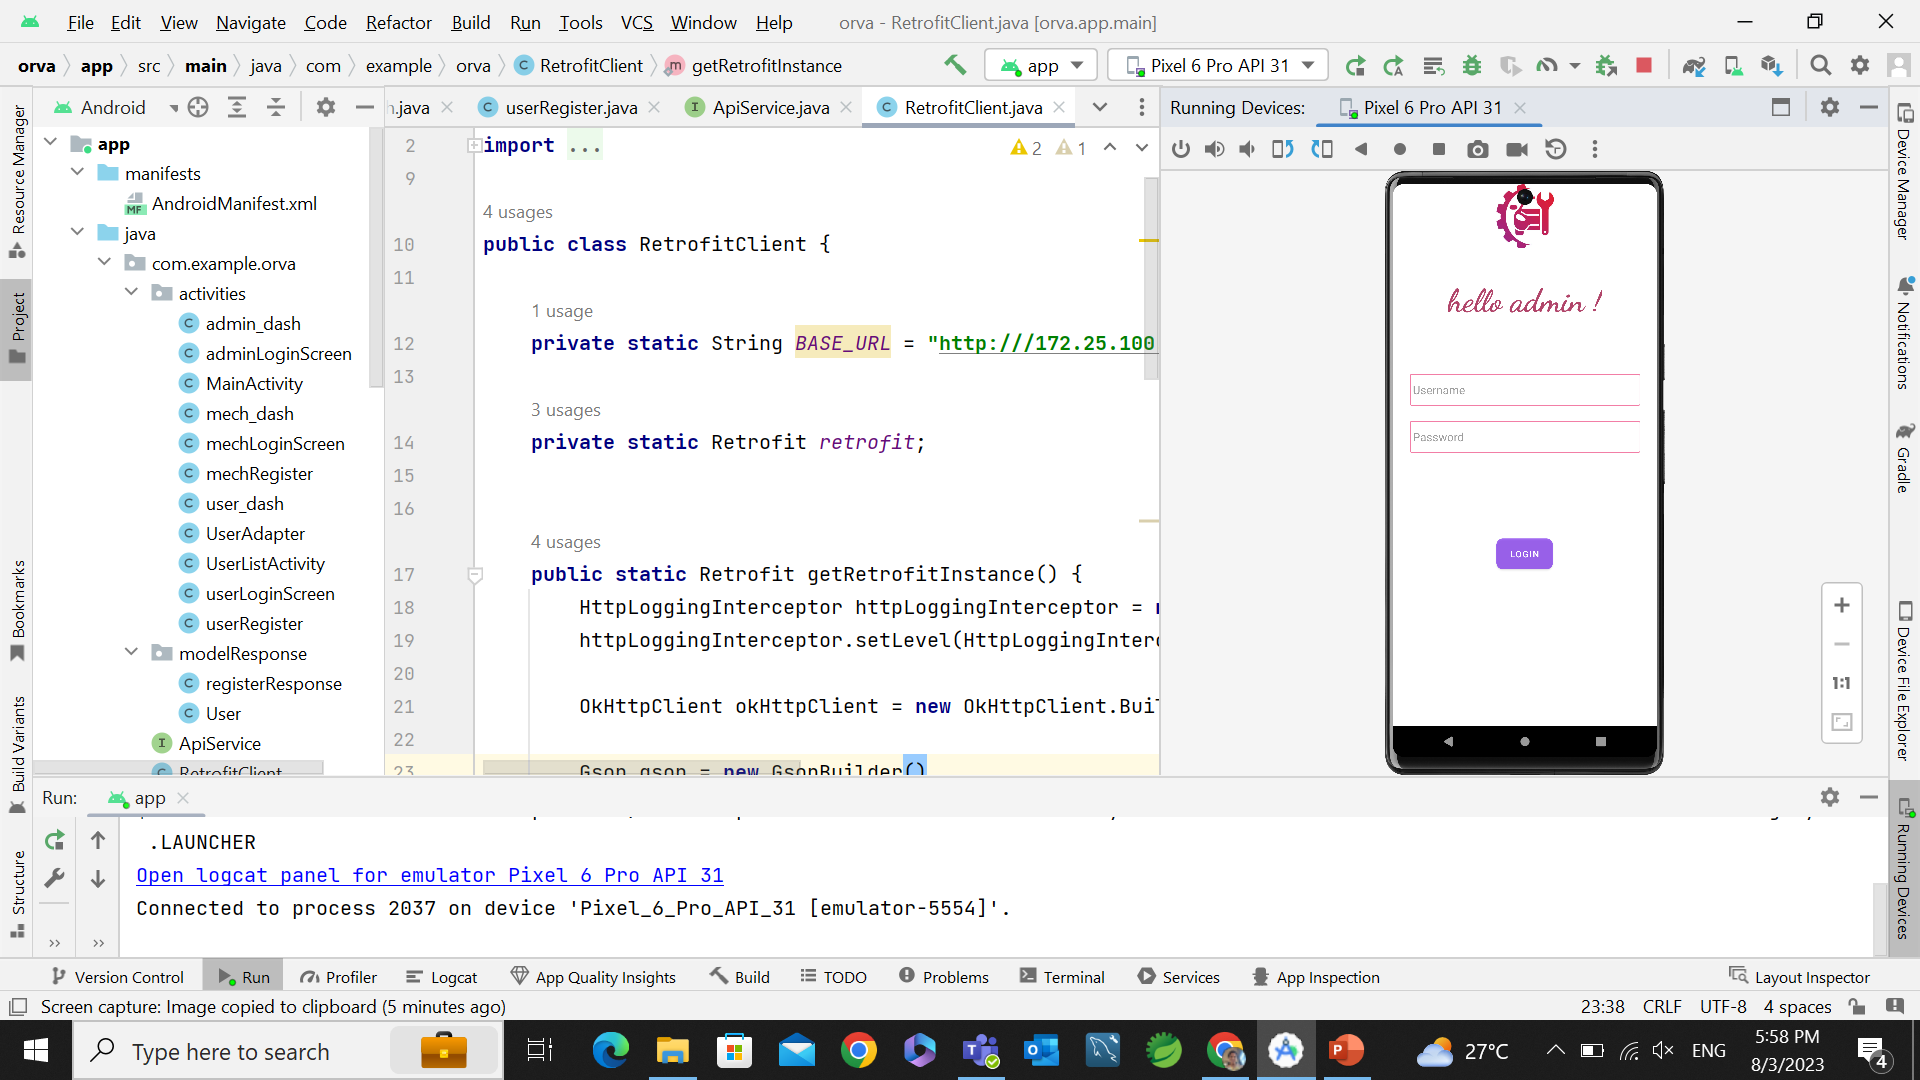 File Edit View Navigate Code Refactor Build Run Tools VCS Window Help orva - RetrofitClient.java [orva.app.main]
orva app src main java com example orva RetrofitClient getRetrofitInstance app Pixel 6 Pro API 31
Android .java userRegister.java ApiService.java RetrofitClient.java
Running Devices: Pixel 6 Pro API 31
Resource Manager
Project
Bookmarks
Build Variants
Structure
app
manifests
AndroidManifest.xml
java
com.example.orva
activities
admin_dash
adminLoginScreen
MainActivity
mech_dash
mechLoginScreen
mechRegister
user_dash
UserAdapter
UserListActivity
userLoginScreen
userRegister
modelResponse
registerResponse
User
ApiService
RetrofitClient
2 import ...
2 1
9
4 usages
10 public class RetrofitClient {
11
1 usage
12 private static String BASE_URL = "http:///172.25.100
13
3 usages
14 private static Retrofit retrofit;
15
16
4 usages
17 public static Retrofit getRetrofitInstance() {
18 HttpLoggingInterceptor httpLoggingInterceptor =
19 httpLoggingInterceptor.setLevel(HttpLoggingInter
20
21 OkHttpClient okHttpClient = new OkHttpClient.Bui
22
23 Gson gson = new GsonBuilder()
hello admin !
Username
Password
LOGIN
1:1
Device Manager
Notifications
Gradle
Device File Explorer
Running Devices
Run: app
.LAUNCHER
Open logcat panel for emulator Pixel 6 Pro API 31
Connected to process 2037 on device 'Pixel_6_Pro_API_31 [emulator-5554]'.
Version Control Run Profiler Logcat App Quality Insights Build TODO Problems Terminal Services App Inspection Layout Inspector
Screen capture: Image copied to clipboard (5 minutes ago) 23:38 CRLF UTF-8 4 spaces
Type here to search 27°C ENG 5:58 PM
8/3/2023
4